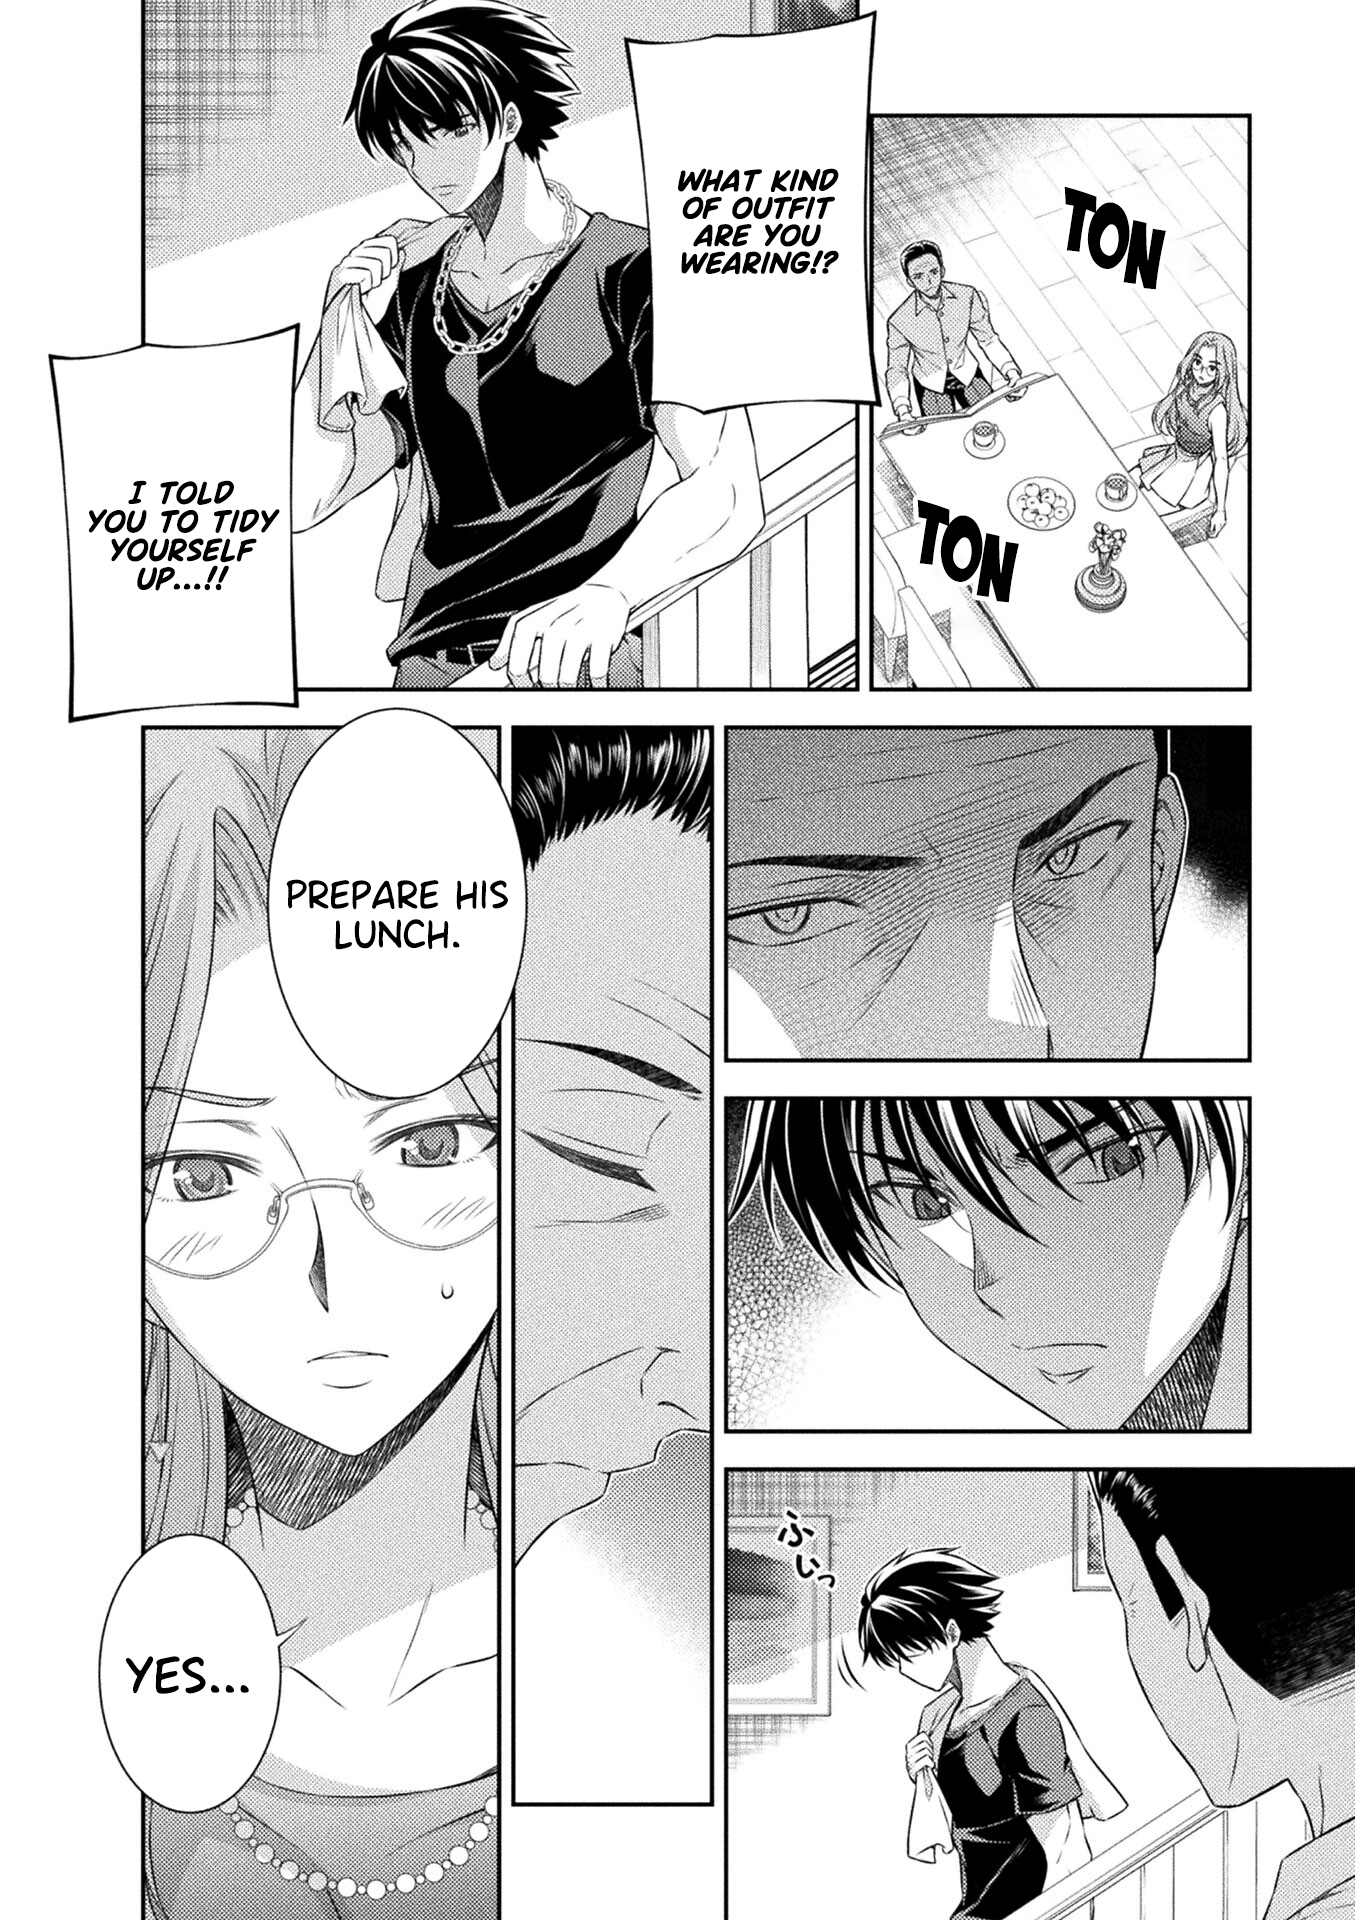 TON
TON
WHAT KIND
OF OUTFIT
ARE YOU
WEARING!?
I TOLD
YOU TO TIDY
YOURSELF
UP...!!
ふいっ
PREPARE HIS
LUNCH.
YES...